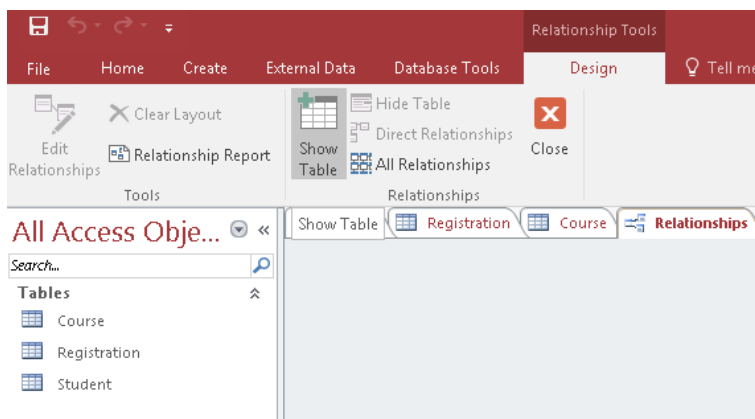 Relationship Tools
File Home Create External Data Database Tools Design Tell me
Edit Relationships
Clear Layout
Relationship Report
Tools
Show Table
Hide Table
Direct Relationships
All Relationships
Close
Relationships
All Access Obje...
Search...
Tables
Course
Registration
Student
Show Table Registration Course Relationships